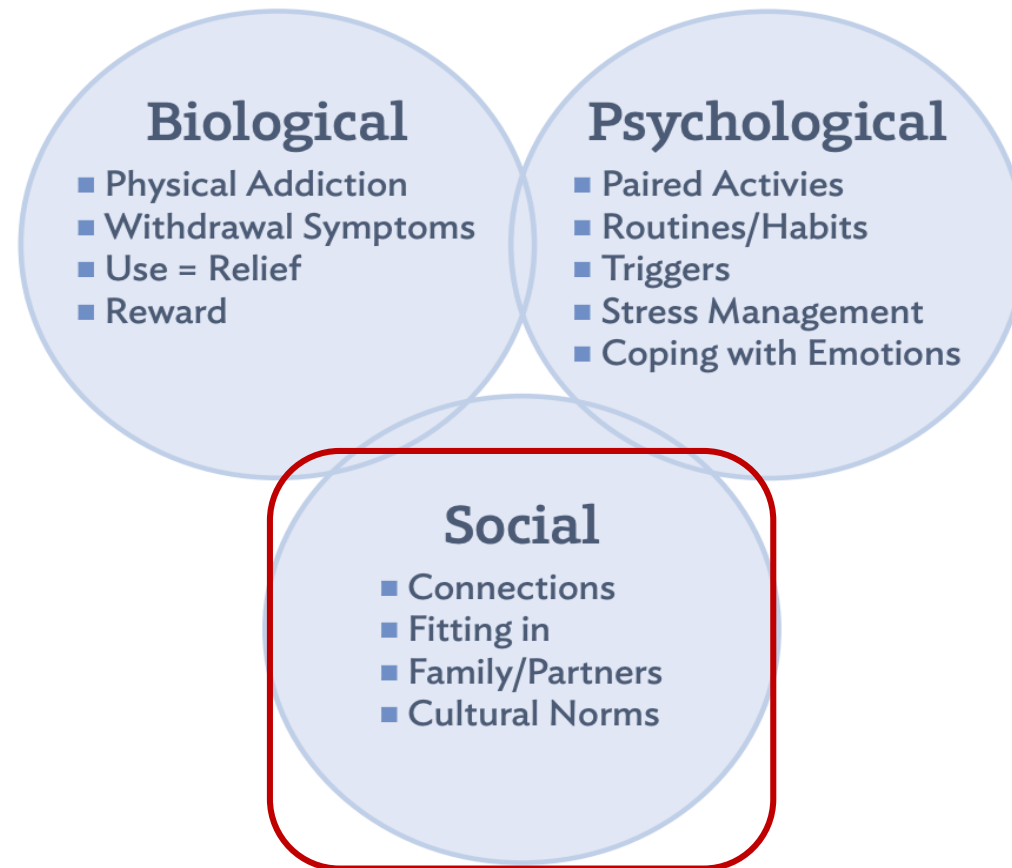 Biological
■ Physical Addiction
■ Withdrawal Symptoms
■ Use = Relief
■ Reward
Psychological
■ Paired Activies
■ Routines/Habits
■ Triggers
■ Stress Management
■ Coping with Emotions
Social
■ Connections
■ Fitting in
■ Family/Partners
■ Cultural Norms